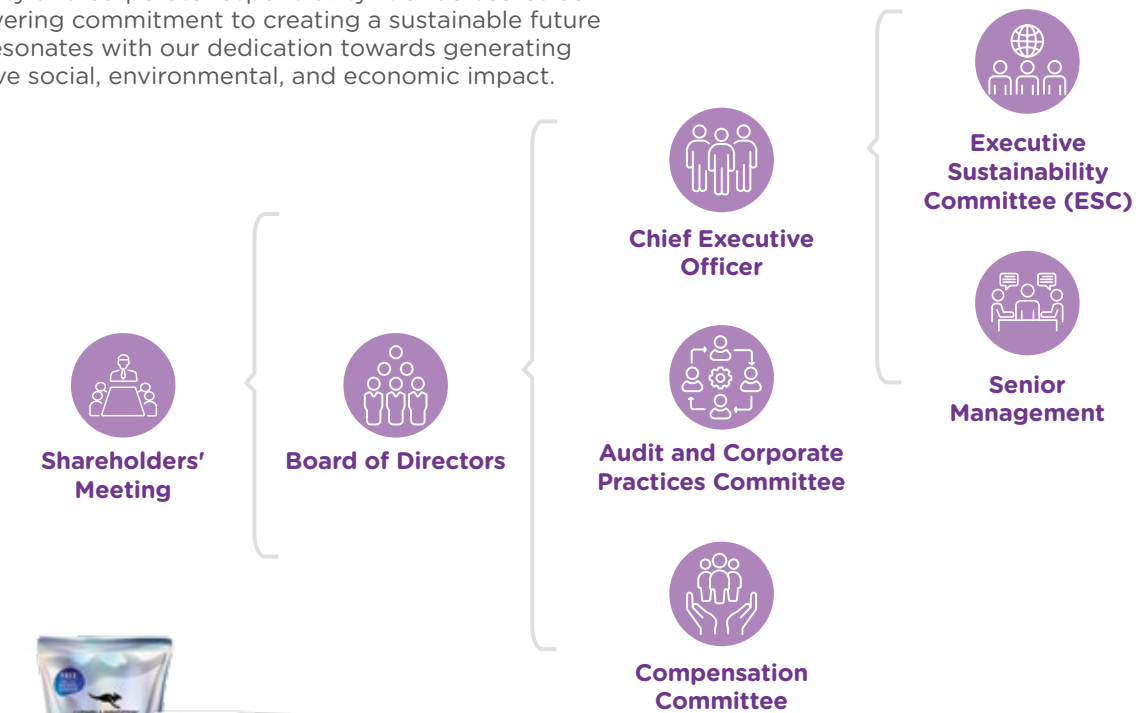 vering commitment to creating a sustainable future
esonates with our dedication towards generating
ve social, environmental, and economic impact.
Executive
Sustainability
Committee (ESC)
Chief Executive
Officer
Senior
Management
Shareholders'
Meeting
Board of Directors
Audit and Corporate
Practices Committee
Compensation
Committee
FREE